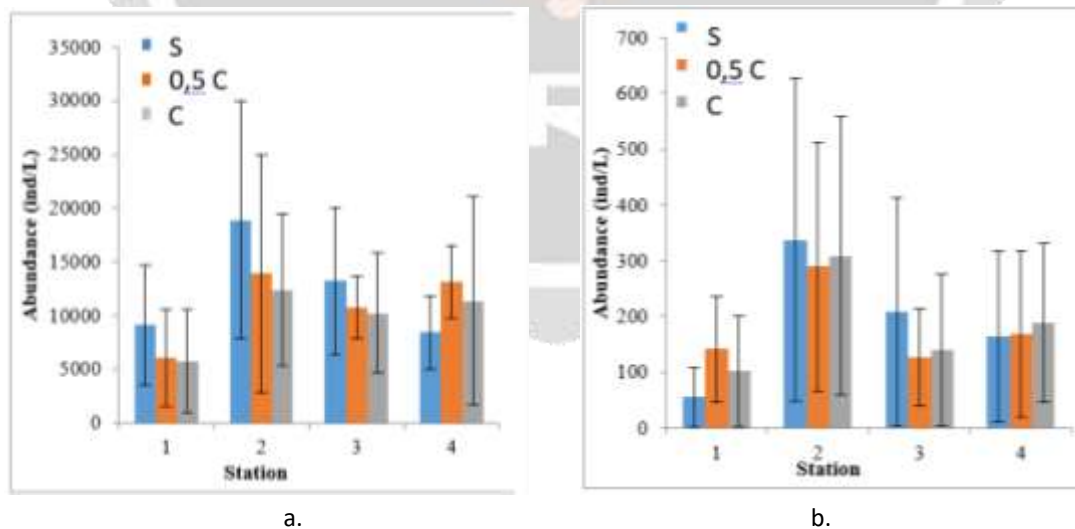 35000
30000
25000
20000
15000
10000
5000
0
Abundance (ind/L)
S
0,5 C
C
1 2 3 4
Station
a.
700
600
500
400
300
200
100
0
Abundance (ind/L)
S
0,5 C
C
1 2 3 4
Station
b.